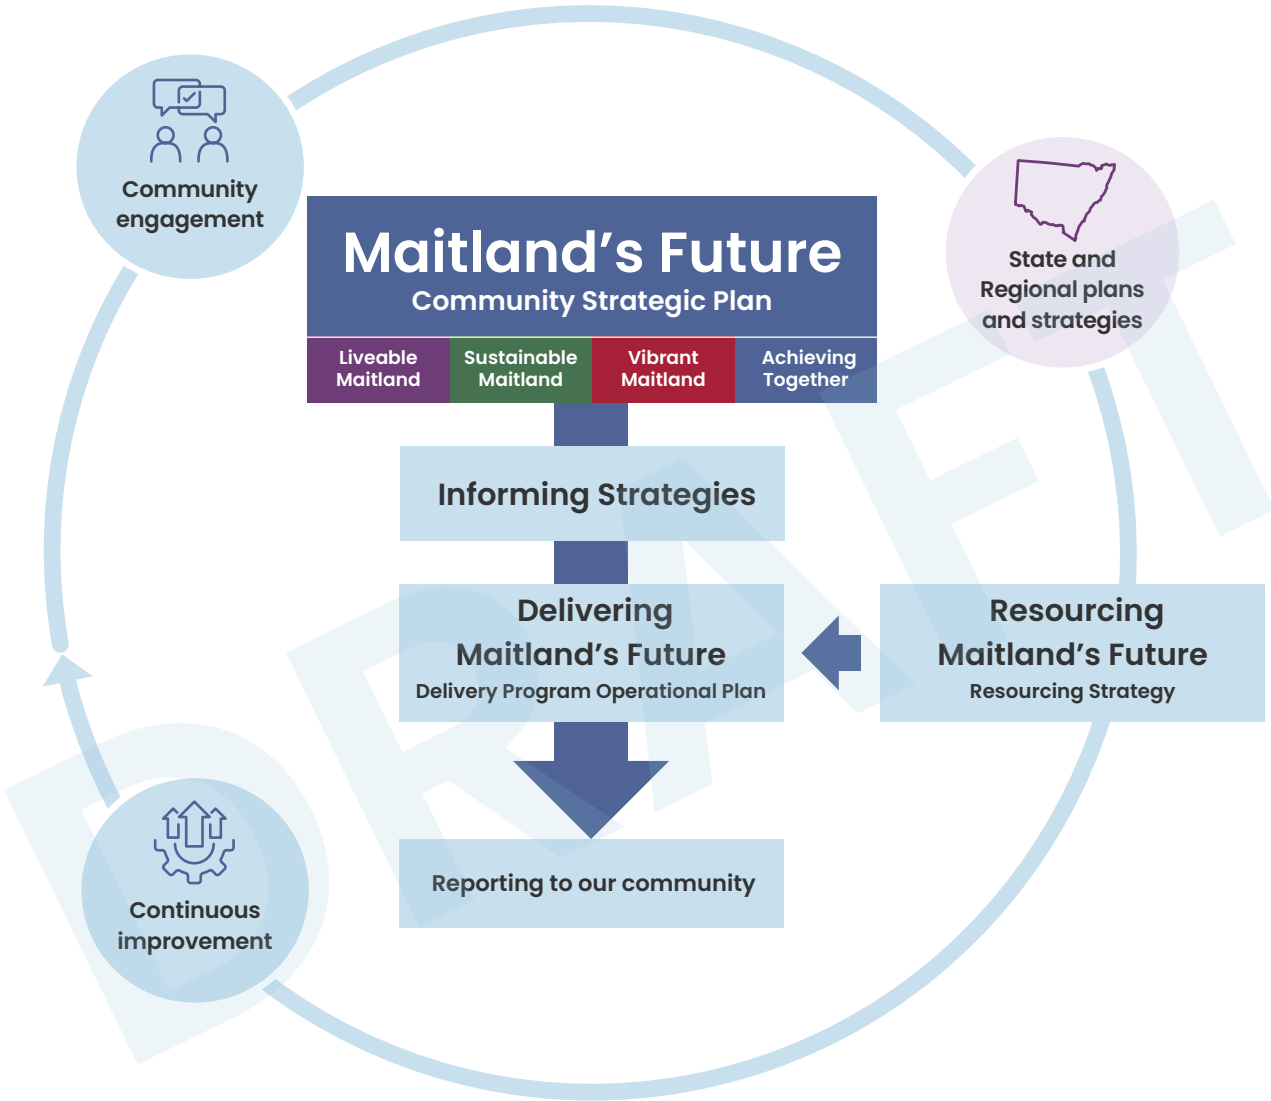 Community
engagement
State and
Regional plans
and strategies
Maitland’s Future
Community Strategic Plan
Liveable
Maitland
Sustainable
Maitland
Vibrant
Maitland
Achieving
Together
Informing Strategies
Delivering
Maitland’s Future
Delivery Program Operational Plan
Resourcing
Maitland’s Future
Resourcing Strategy
Reporting to our community
Continuous
improvement
DRAFT